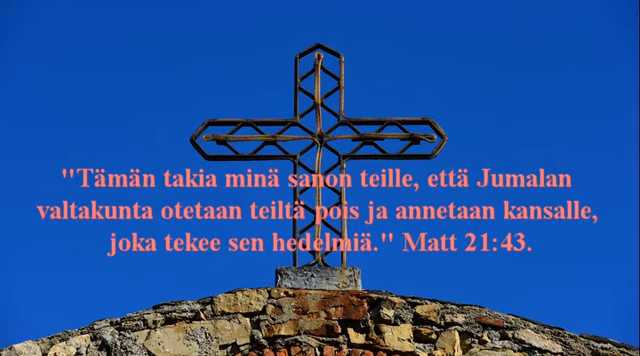 "Tämän takia minä sanon teille, että Jumalan
valtakunta otetaan teiltä pois ja annetaan kansalle,
joka tekee sen hedelmiä." Matt 21:43.